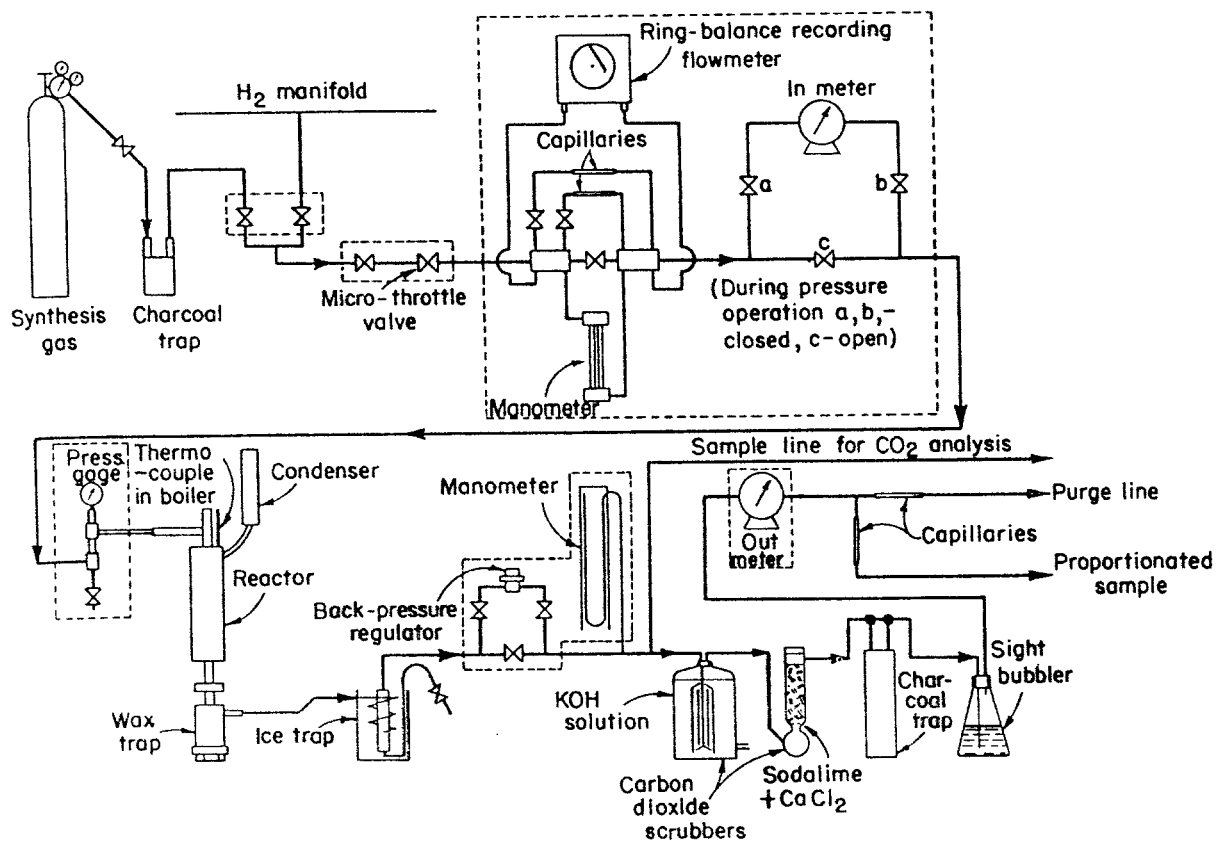 Ring-balance recording
flowmeter
H2 manifold
In meter
Capillaries
a
b
c
Synthesis
gas
Charcoal
trap
Micro-throttle
valve
(During pressure
operation a,b,-
closed, c-open)
Manometer
Sample line for CO2 analysis
Press.
gage
Thermo
-couple
in boiler
Condenser
Manometer
Purge line
Out
meter
Capillaries
Proportionated
sample
Reactor
Back-pressure
regulator
Sight
bubbler
KOH
solution
Char-
coal
trap
Wax
trap
Ice trap
Carbon
dioxide
scrubbers
Sodalime
+CaCl2